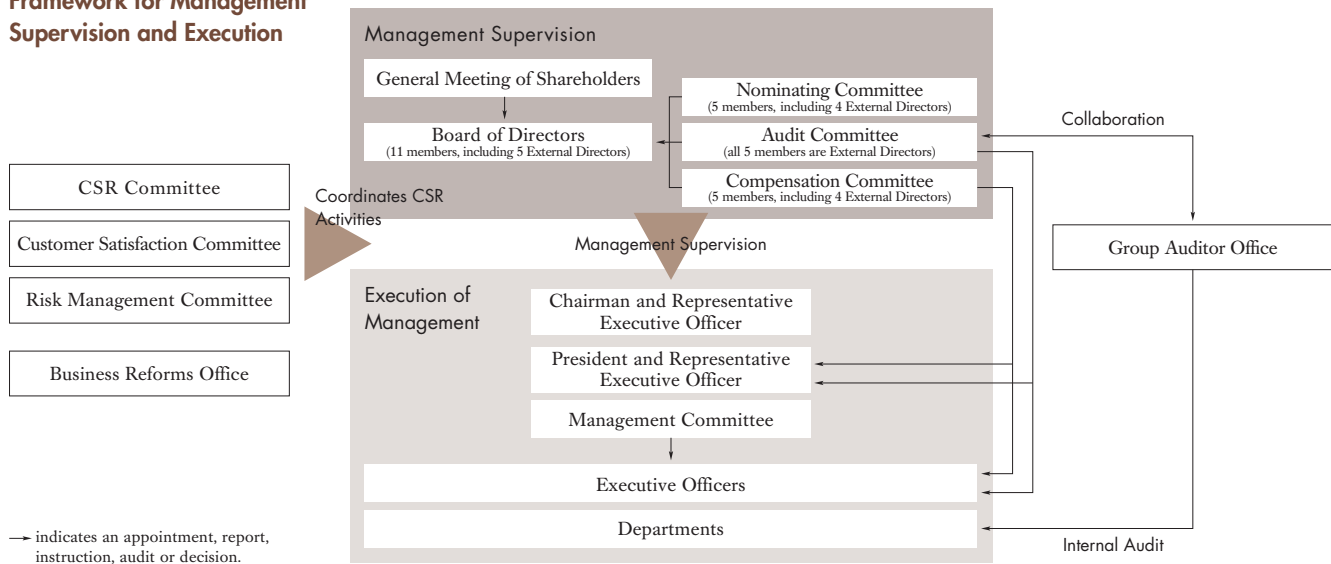 Framework for Management
Supervision and Execution
Management Supervision
General Meeting of Shareholders
Board of Directors
(11 members, including 5 External Directors)
Nominating Committee
(5 members, including 4 External Directors)
Audit Committee
(all 5 members are External Directors)
Compensation Committee
(5 members, including 4 External Directors)
Collaboration
CSR Committee
Customer Satisfaction Committee
Risk Management Committee
Business Reforms Office
Coordinates CSR
Activities
Management Supervision
Group Auditor Office
Execution of
Management
Chairman and Representative
Executive Officer
President and Representative
Executive Officer
Management Committee
Executive Officers
Departments
Internal Audit
→ indicates an appointment, report,
instruction, audit or decision.